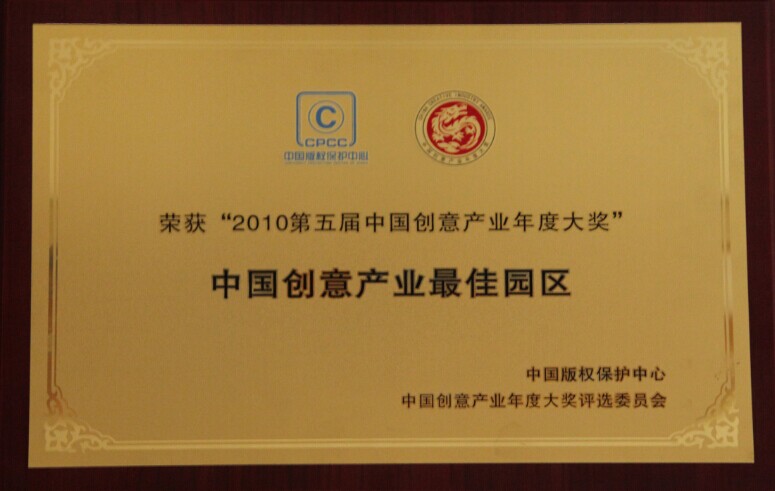 C
CPCC
中国版权保护中心
荣获“2010第五届中国创意产业年度大奖”
中国创意产业最佳园区
中国版权保护中心
中国创意产业年度大奖评选委员会